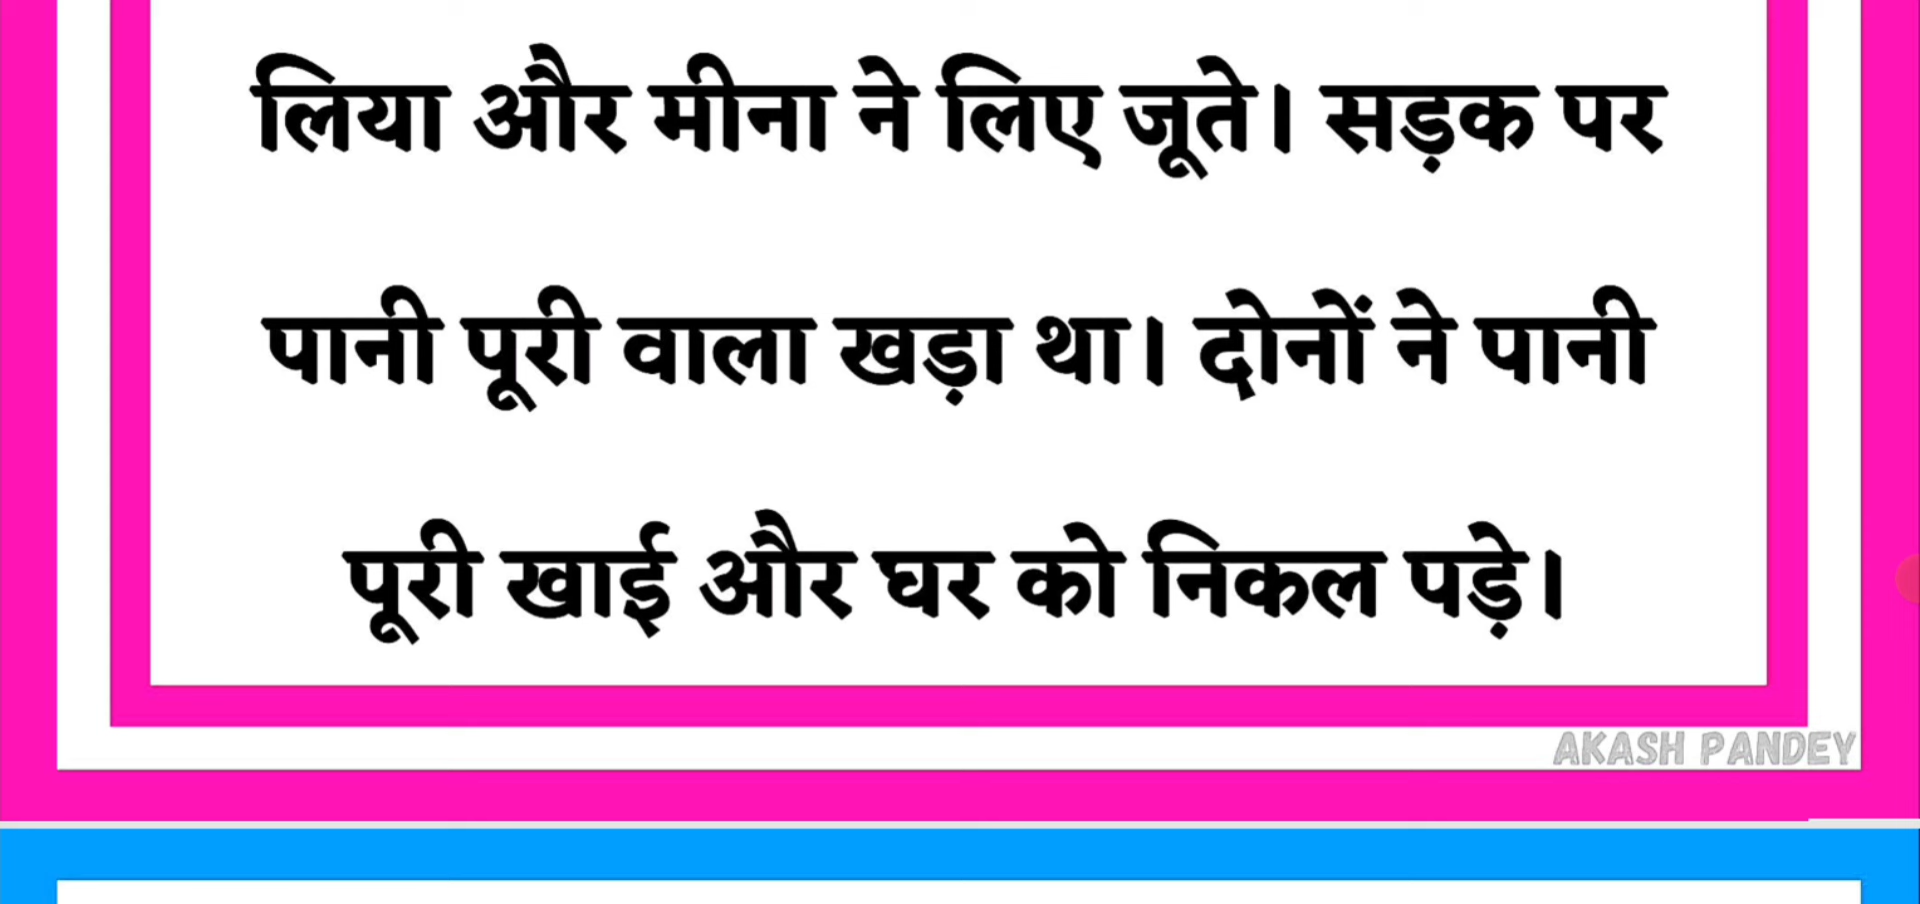 लिया और मीना ने लिए जूते। सड़क पर
पानी पूरी वाला खड़ा था। दोनों ने पानी
पूरी खाई और घर को निकल पड़े।
AKASH PANDEY